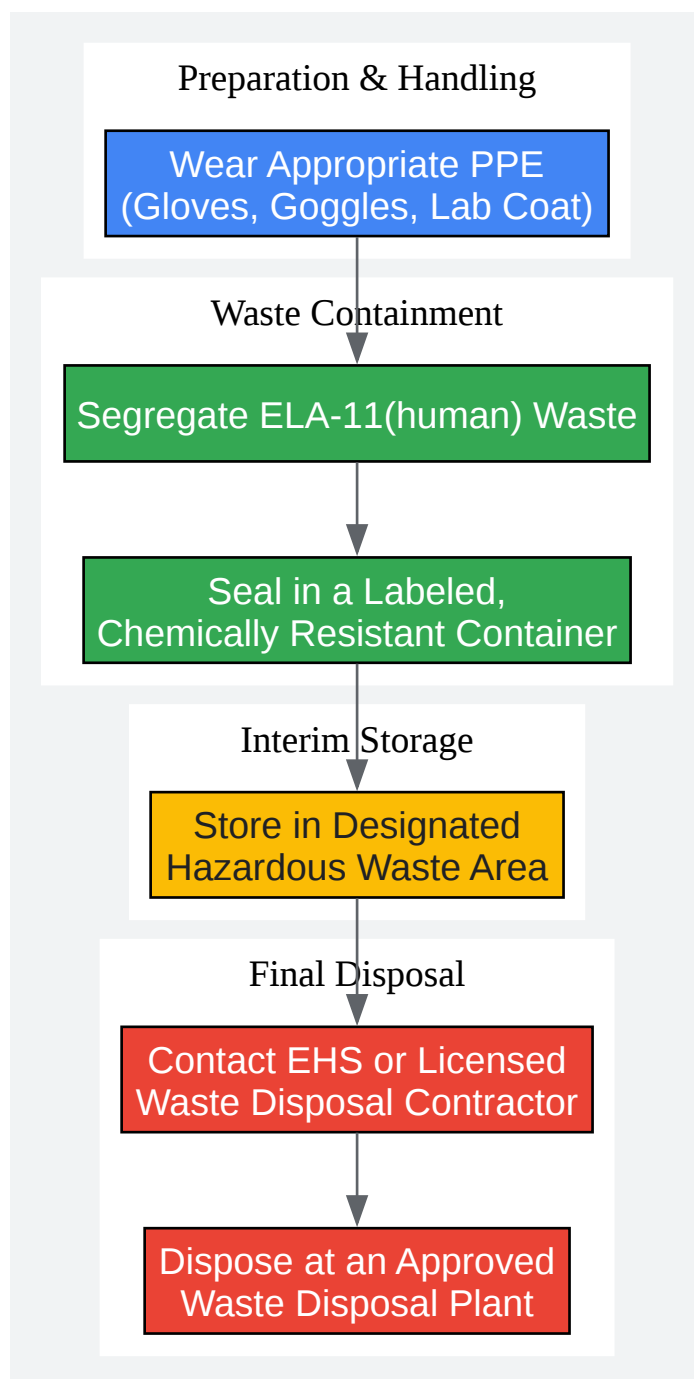 Preparation & Handling
Wear Appropriate PPE
(Gloves, Goggles, Lab Coat)
Waste Containment
Segregate ELA-11(human) Waste
Seal in a Labeled,
Chemically Resistant Container
Interim Storage
Store in Designated
Hazardous Waste Area
Final Disposal
Contact EHS or Licensed
Waste Disposal Contractor
Dispose at an Approved
Waste Disposal Plant